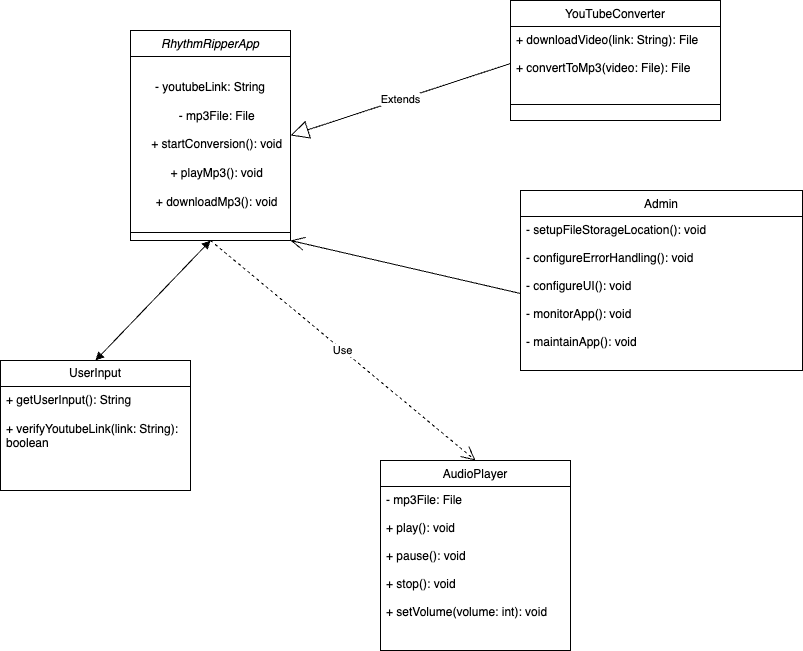 RhythmRipperApp
- youtubeLink: String
- mp3File: File
+ startConversion(): void
+ playMp3(): void
+ downloadMp3(): void
YouTubeConverter
+ downloadVideo(link: String): File
+ convertToMp3(video: File): File
Extends
Admin
- setupFileStorageLocation(): void
- configureErrorHandling(): void
- configureUI(): void
- monitorApp(): void
- maintainApp(): void
Use
UserInput
+ getUserInput(): String
+ verifyYoutubeLink(link: String):
boolean
AudioPlayer
- mp3File: File
+ play(): void
+ pause(): void
+ stop(): void
+ setVolume(volume: int): void